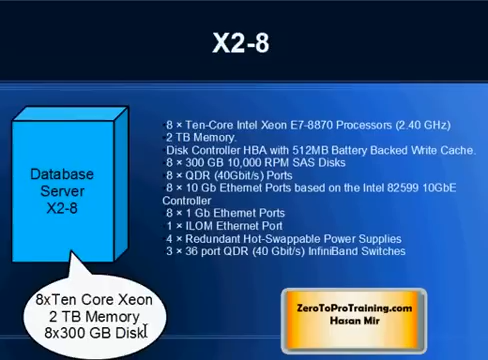 X2-8
8 × Ten-Core Intel Xeon E7-8870 Processors (2.40 GHz)
2 TB Memory.
Disk Controller HBA with 512MB Battery Backed Write Cache.
8 × 300 GB 10,000 RPM SAS Disks
8 × QDR (40Gbit/s) Ports
8 × 10 Gb Ethernet Ports based on the Intel 82599 10GbE
Controller
8 × 1 Gb Ethernet Ports
1 × ILOM Ethernet Port
4 × Redundant Hot-Swappable Power Supplies
3 × 36 port QDR (40 Gbit/s) InfiniBand Switches
Database
Server
X2-8
8xTen Core Xeon
2 TB Memory
8x300 GB Disk
ZeroToProTraining.com
Hasan Mir